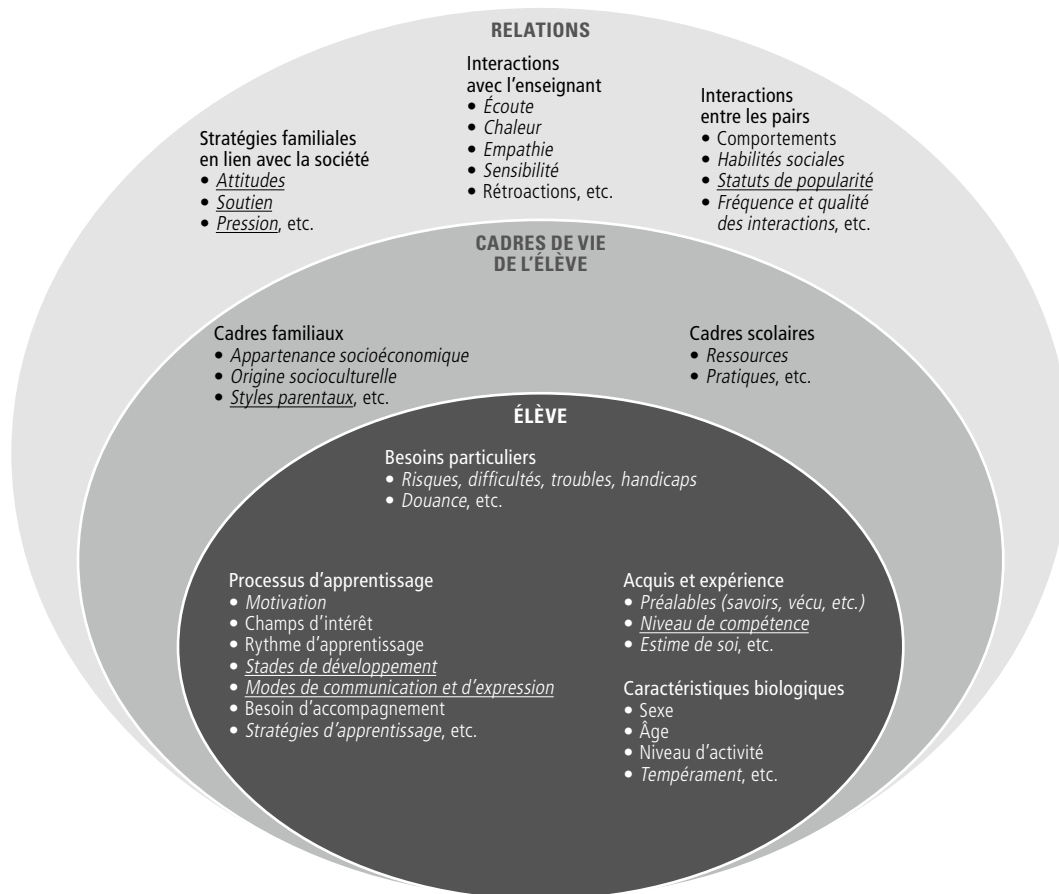 RELATIONS
Interactions
avec l'enseignant
• Écoute
• Chaleur
• Empathie
• Sensibilité
• Rétroactions, etc.
Interactions
entre les pairs
• Comportements
• Habilités sociales
• Statuts de popularité
• Fréquence et qualité
des interactions, etc.
Stratégies familiales
en lien avec la société
• Attitudes
• Soutien
• Pression, etc.
CADRES DE VIE
DE L'ÉLÈVE
Cadres familiaux
• Appartenance socioéconomique
• Origine socioculturelle
• Styles parentaux, etc.
Cadres scolaires
• Ressources
• Pratiques, etc.
ÉLÈVE
Besoins particuliers
• Risques, difficultés, troubles, handicaps
• Douance, etc.
Processus d'apprentissage
• Motivation
• Champs d'intérêt
• Rythme d'apprentissage
• Stades de développement
• Modes de communication et d'expression
• Besoin d'accompagnement
• Stratégies d'apprentissage, etc.
Acquis et expérience
• Préalables (savoirs, vécu, etc.)
• Niveau de compétence
• Estime de soi, etc.
Caractéristiques biologiques
• Sexe
• Âge
• Niveau d'activité
• Tempérament, etc.